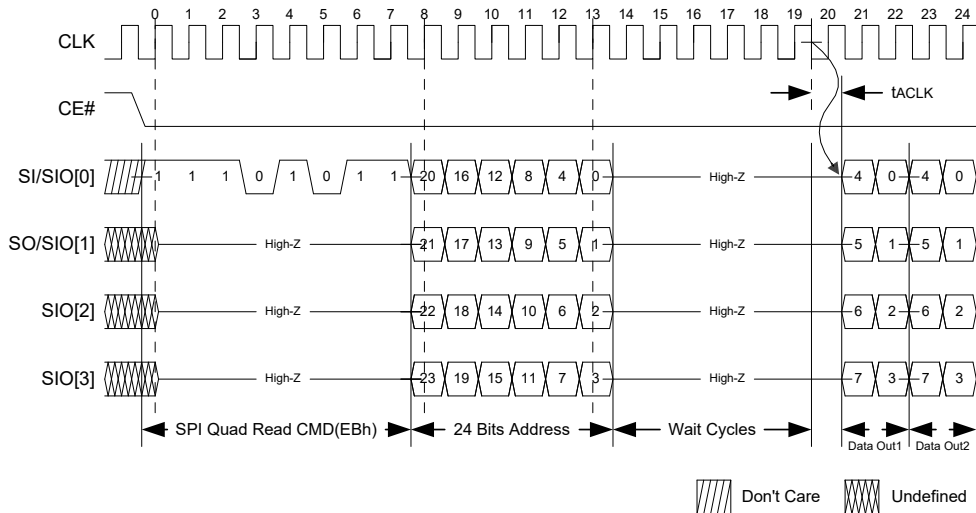 0 1 2 3 4 5 6 7 8 9 10 11 12 13 14 15 16 17 18 19 20 21 22 23 24
CLK
CE#
tACLK
SI/SIO[0] 1 1 1 0 1 0 1 1 20 16 12 8 4 0 High-Z 4 0 4 0
SO/SIO[1] High-Z 21 17 13 9 5 1 High-Z 5 1 5 1
SIO[2] High-Z 22 18 14 10 6 2 High-Z 6 2 6 2
SIO[3] High-Z 23 19 15 11 7 3 High-Z 7 3 7 3
SPI Quad Read CMD(EBh) 24 Bits Address Wait Cycles Data Out1 Data Out2
Don't Care Undefined